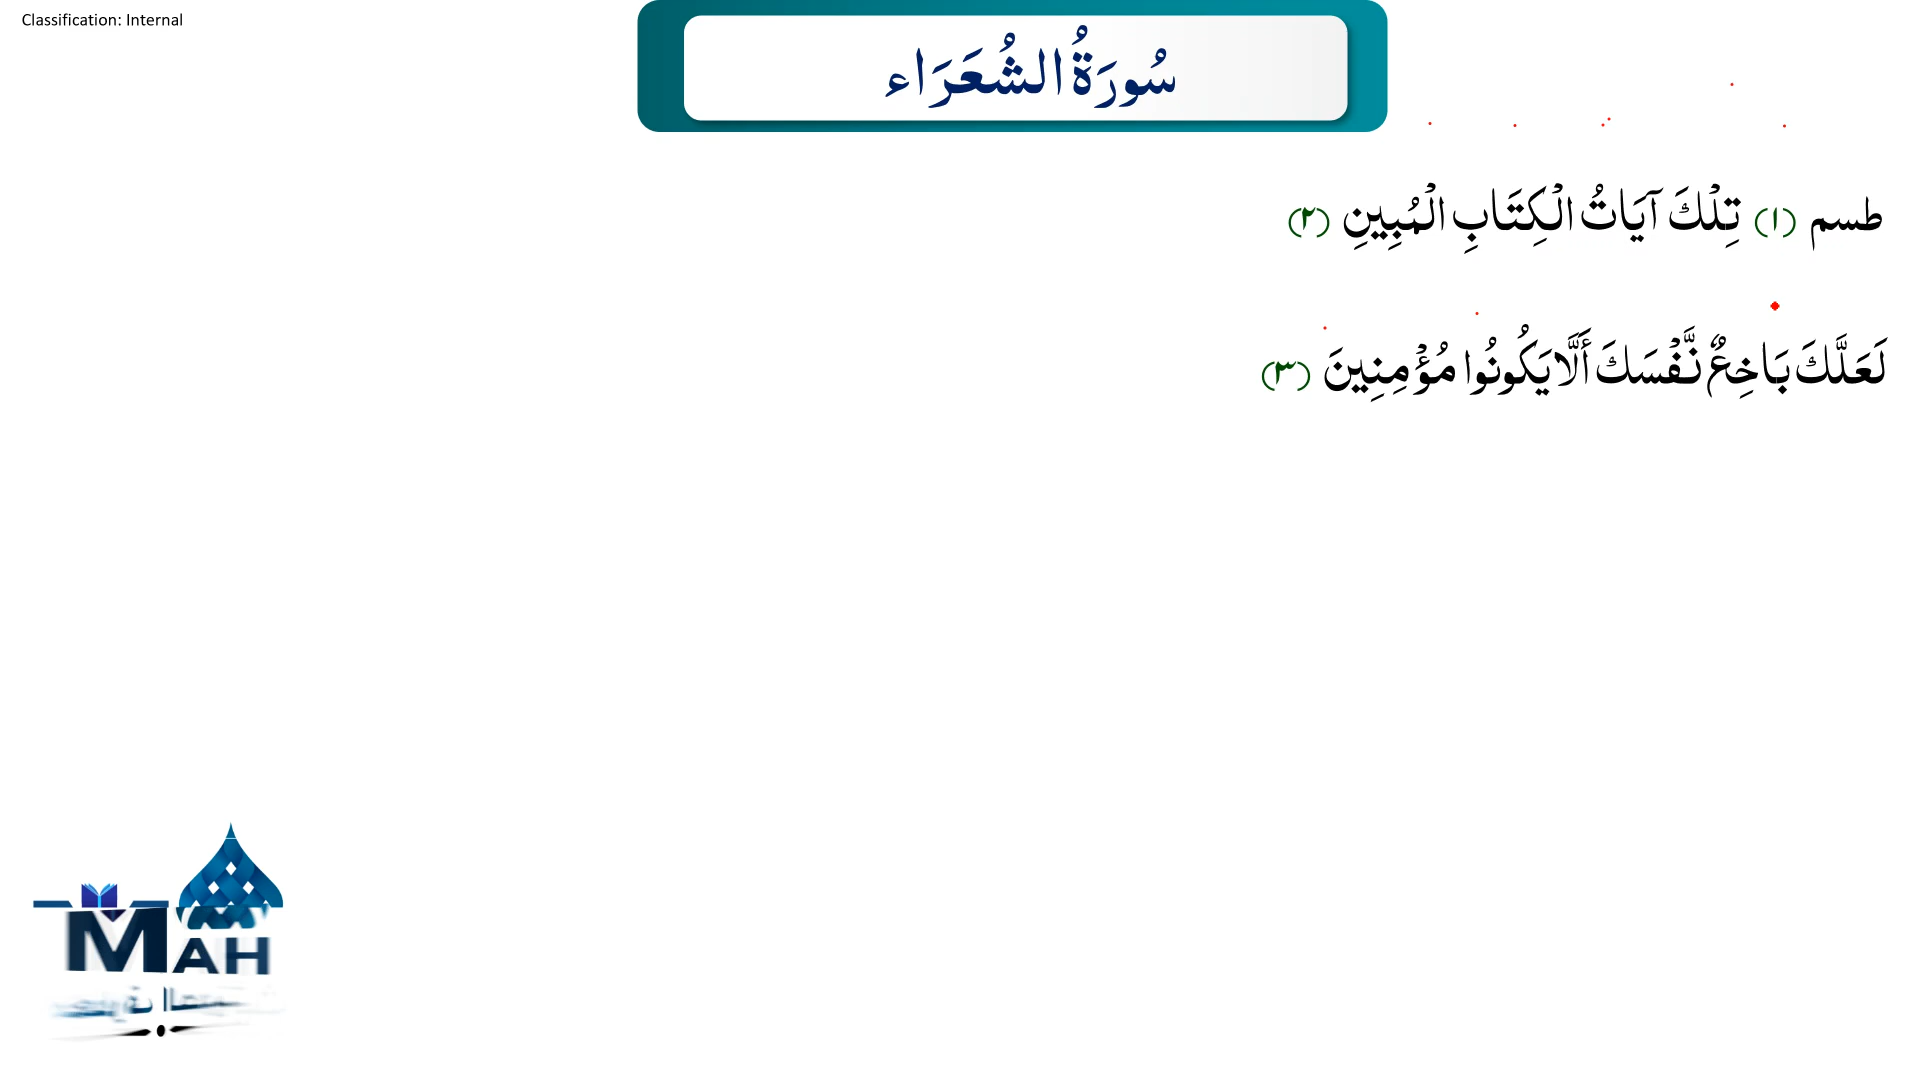 Classification: Internal
سُورَةُ الشُعَرَاء
طسم (١) تِلْكَ آيَاتُ الْكِتَابِ الْمُبِينِ (٢)
لَعَلَّكَ بَاخِعٌ نَّفْسَكَ أَلَّا يَكُونُوا مُؤْمِنِينَ (٣)
MAH